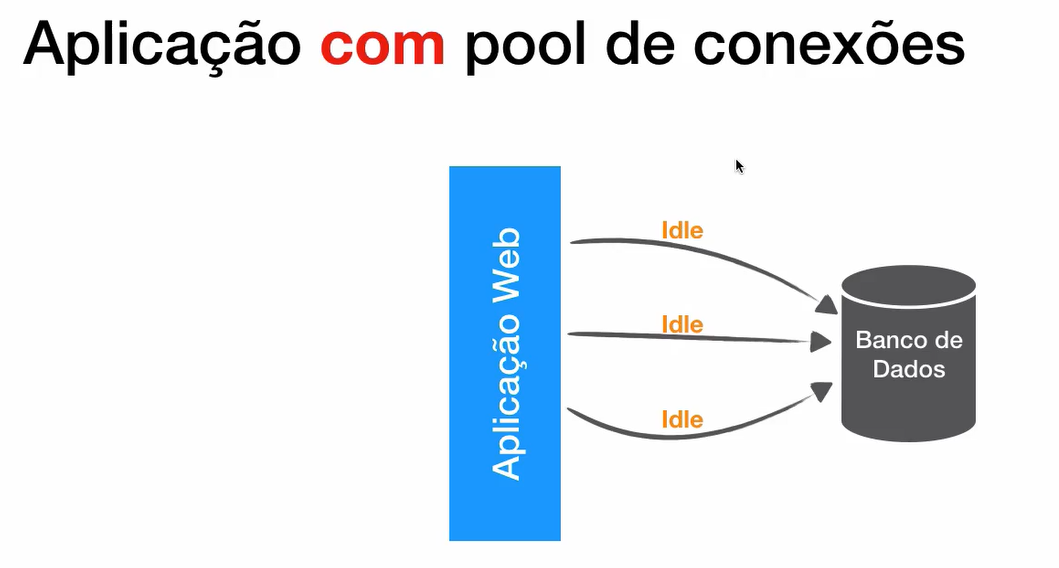 Aplicação com pool de conexões
Aplicação Web
Idle
Idle
Idle
Banco de
Dados